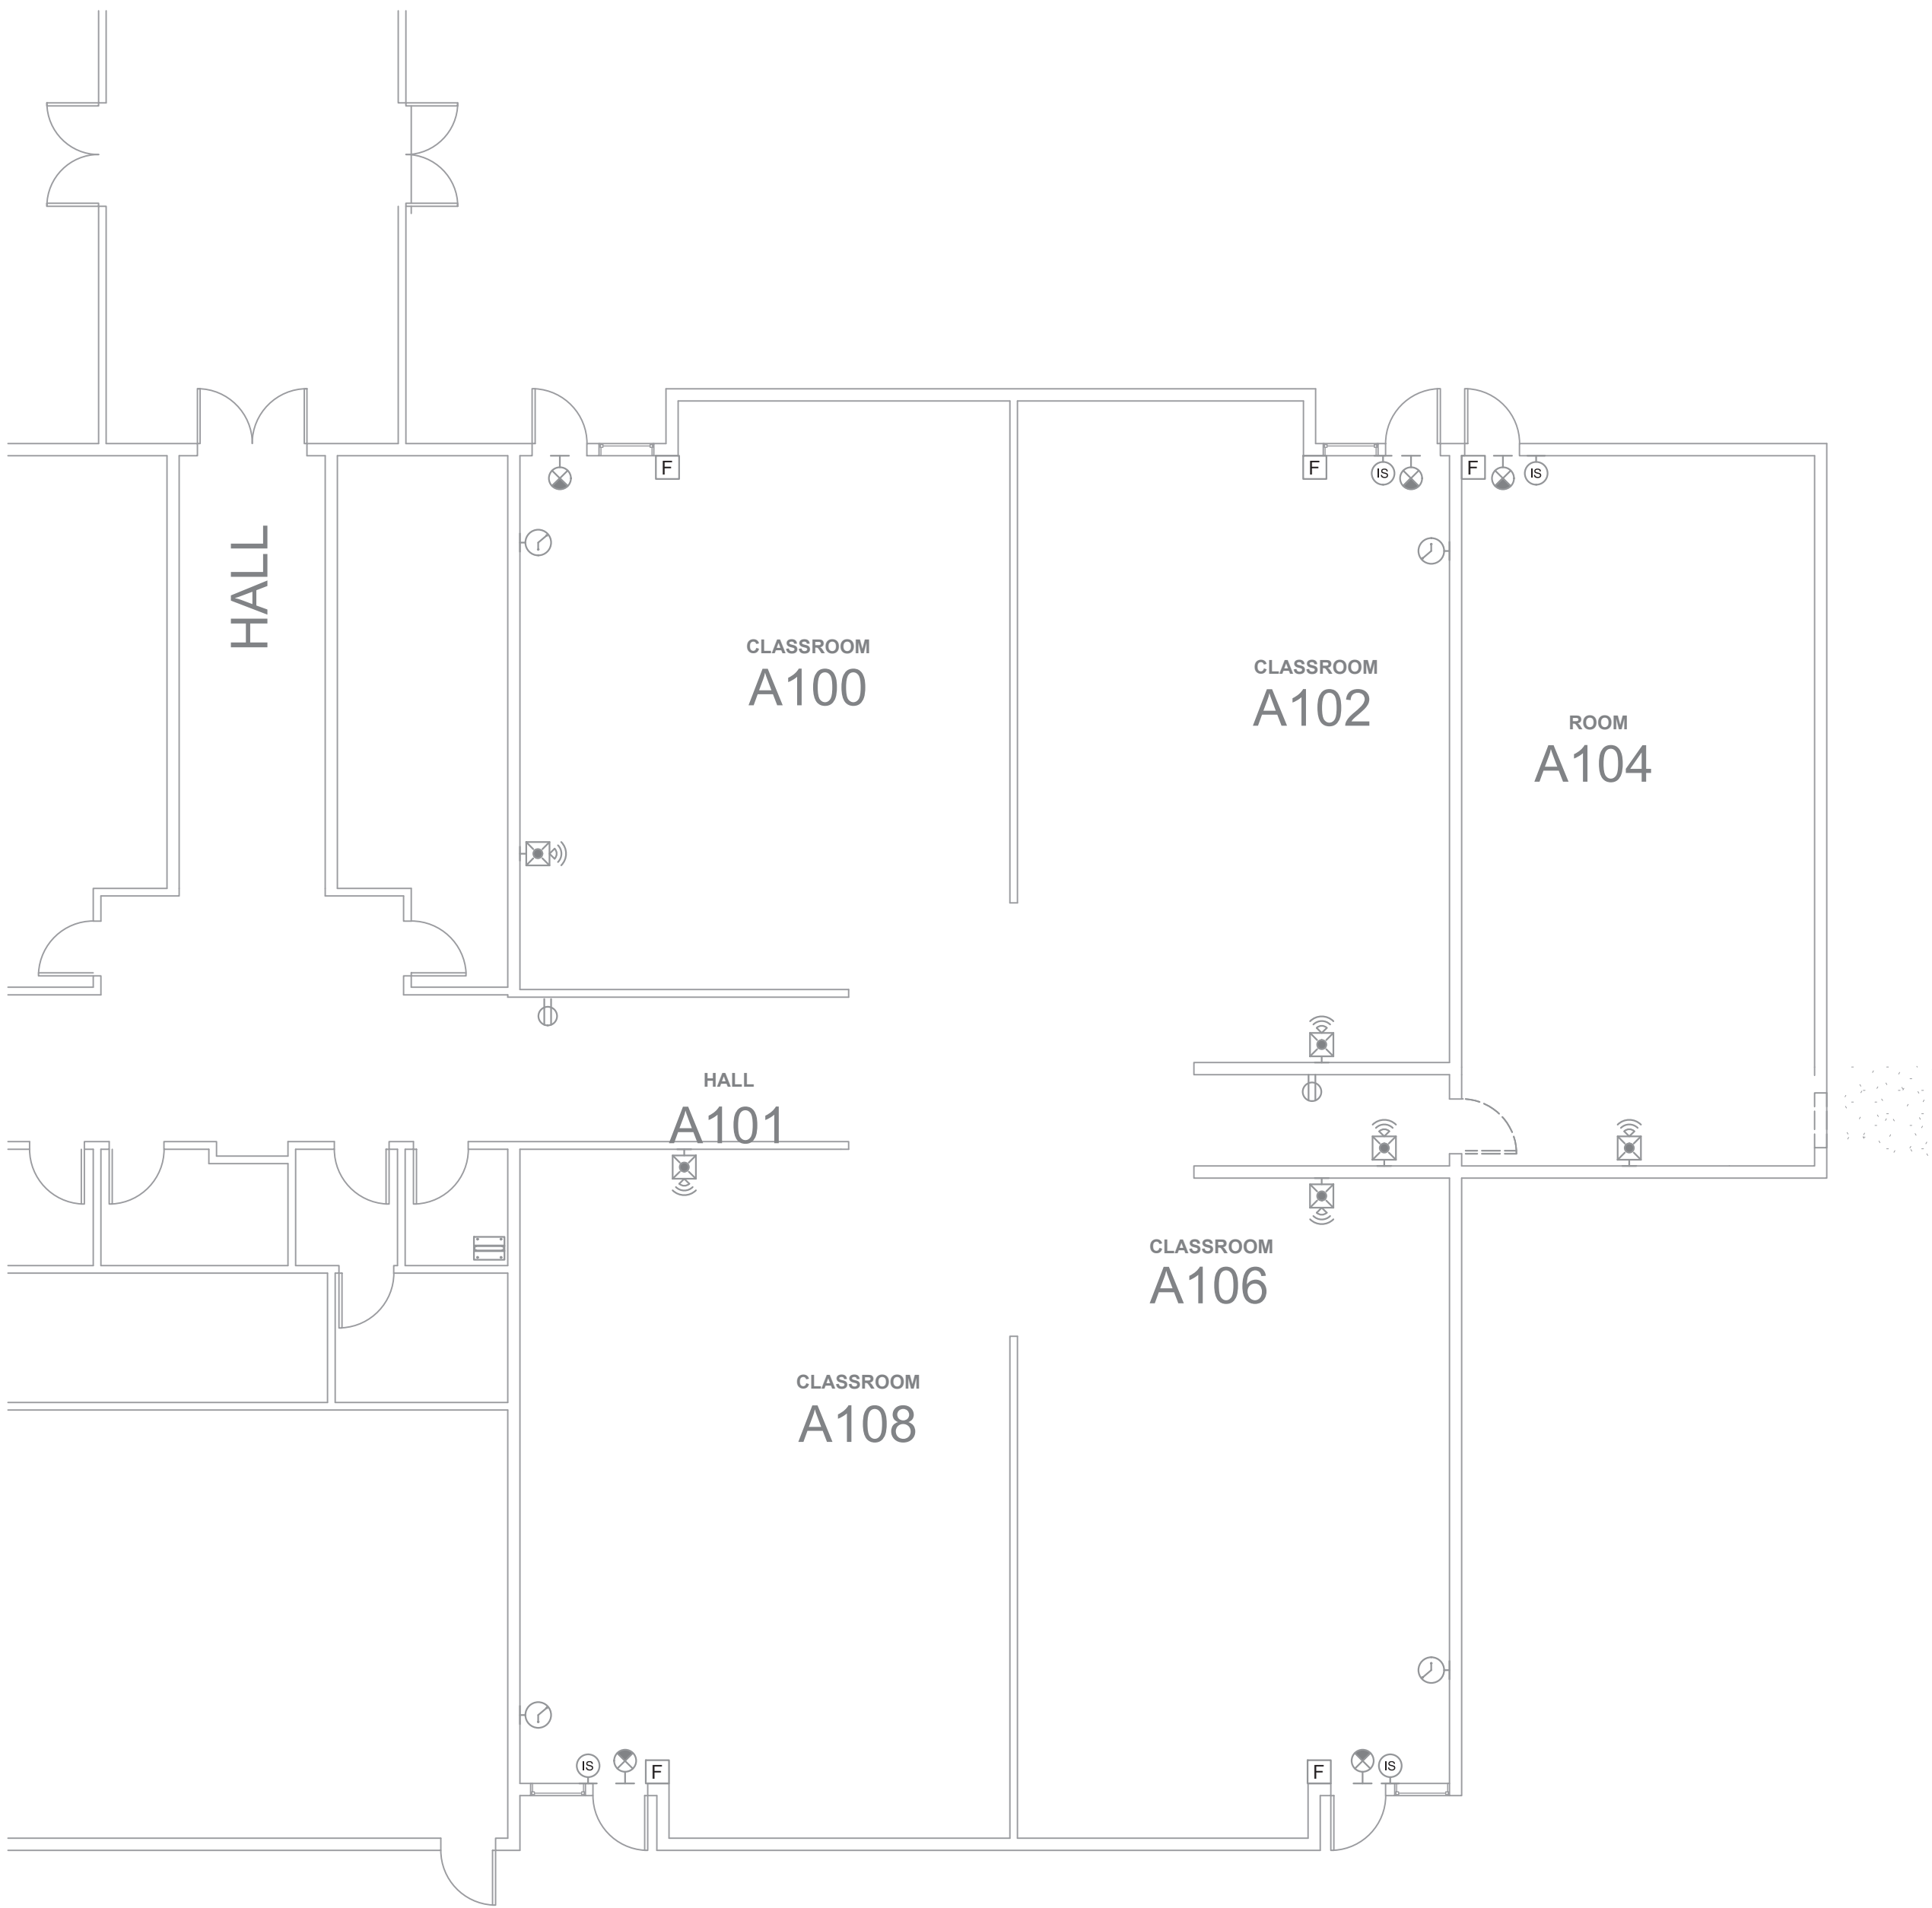 F
F
IS
F
IS
HALL
CLASSROOM
A100
CLASSROOM
A102
ROOM
A104
HALL
A101
CLASSROOM
A106
CLASSROOM
A108
IS
F
F
IS